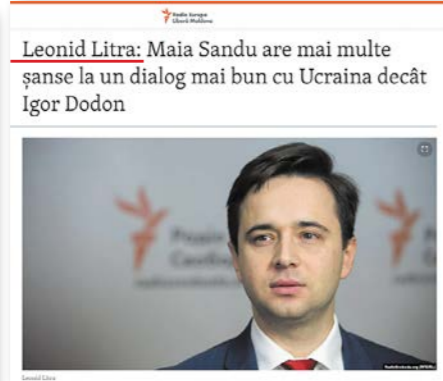 Radio Europa
Liberă Moldova
Leonid Litra: Maia Sandu are mai multe
șanse la un dialog mai bun cu Ucraina decât
Igor Dodon
Leonid Litra